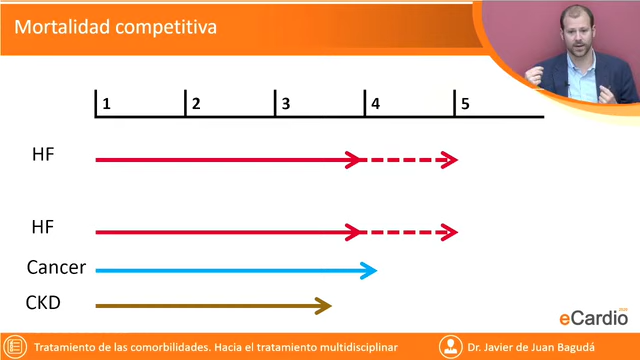 Mortalidad competitiva
1 2 3 4 5
HF
HF
Cancer
CKD
eCardio
Tratamiento de las comorbilidades. Hacia el tratamiento multidisciplinar
Dr. Javier de Juan Bagudá